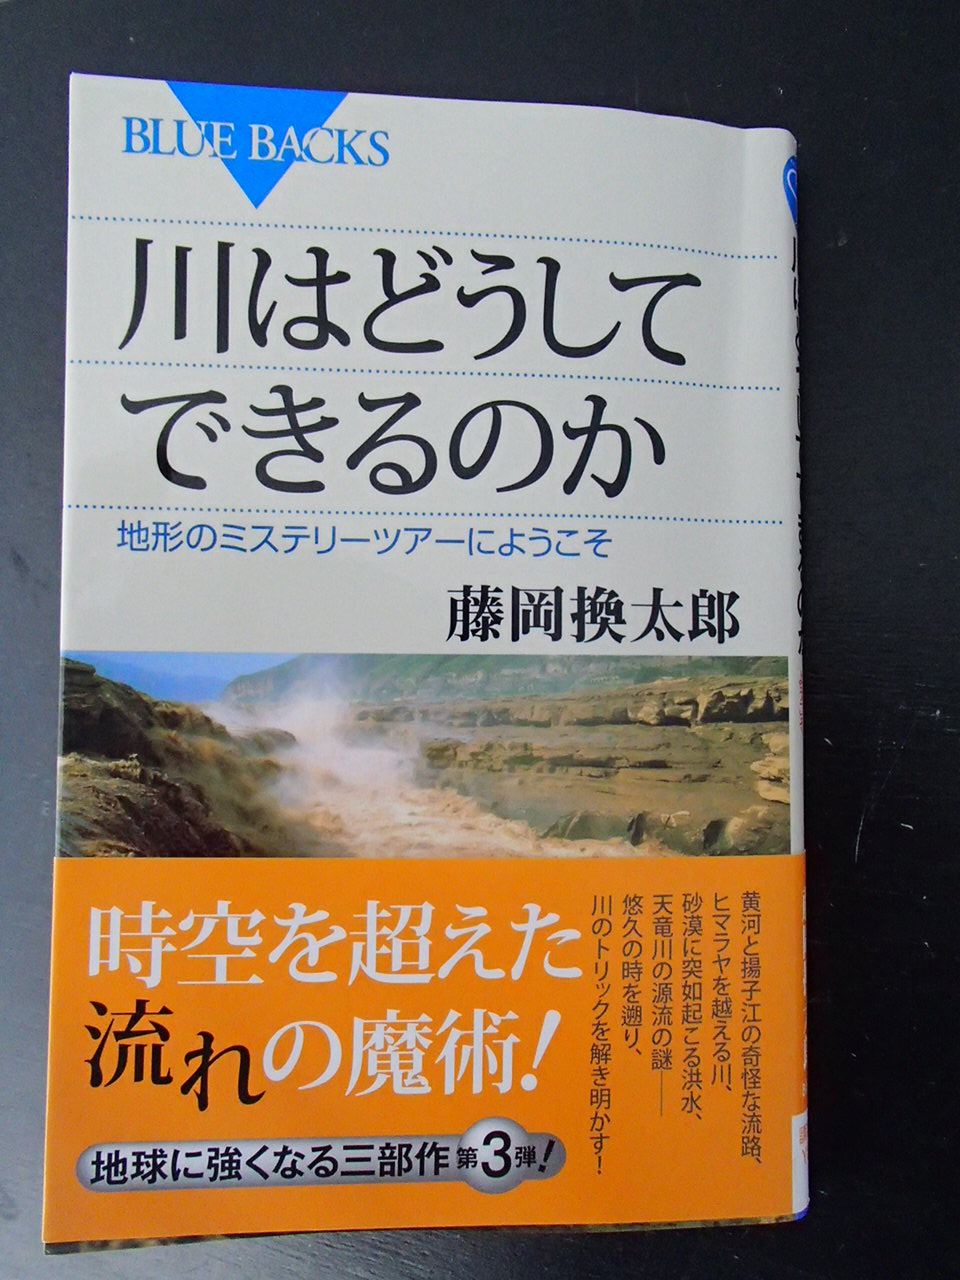 BLUE BACKS
川はどうして
できるのか
地形のミステリーツアーにようこそ
藤岡換太郎
時空を超えた
流れの魔術!
黄河と揚子江の奇怪な流路、
ヒマラヤを越える川、
砂漠に突如起こる洪水、
天竜川の源流の謎――
悠久の時を遡り、
川のトリックを解き明かす!
地球に強くなる三部作第3弾!